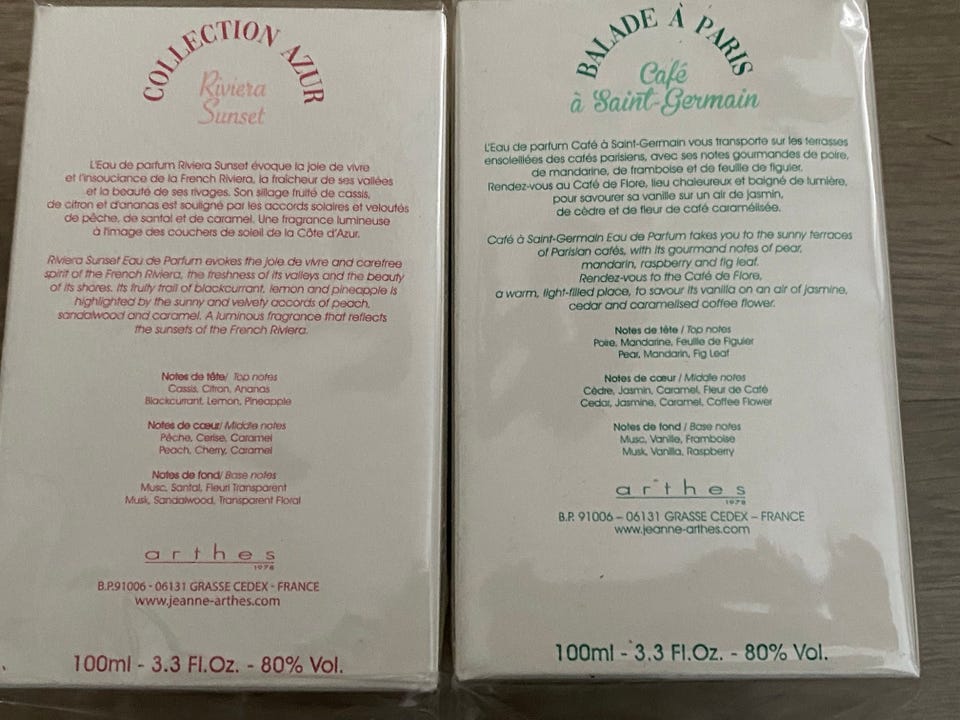 COLLECTION AZUR
Riviera
Sunset
L'Eau de parfum Riviera Sunset évoque la joie de vivre
et l'insouciance de la French Riviera, la fraîcheur de ses vallées
et la beauté de ses rivages. Son sillage fruité de cassis,
de citron et d'ananas est souligné par les accords solaires et veloutés
de pêche, de santal et de caramel. Une fragrance lumineuse
à l'image des couchers de soleil de la Côte d'Azur.
Riviera Sunset Eau de Parfum evokes the joie de vivre and carefree
spirit of the French Riviera, the freshness of its valleys and the beauty
of its shores. Its fruity trail of blackcurrant, lemon and pineapple is
highlighted by the sunny and velvety accords of peach,
sandalwood and caramel. A luminous fragrance that reflects
the sunsets of the French Riviera.
Notes de tête/ Top notes
Cassis, Citron, Ananas
Blackcurrant, Lemon, Pineapple
Notes de cœur/ Middle notes
Pêche, Cerise, Caramel
Peach, Cherry, Caramel
Notes de fond/ Base notes
Musc, Santal, Fleuri Transparent
Musk, Sandalwood, Transparent Floral
arthes
1978
B.P.91006 - 06131 GRASSE CEDEX - FRANCE
www.jeanne-arthes.com
100ml - 3.3 Fl.Oz. - 80% Vol.
BALADE À PARIS
Café
à Saint-Germain
L'Eau de parfum Café à Saint-Germain vous transporte sur les terrasses
ensoleillées des cafés parisiens, avec ses notes gourmandes de poire,
de mandarine, de framboise et de feuille de figuier.
Rendez-vous au Café de Flore, lieu chaleureux et baigné de lumière,
pour savourer sa vanille sur un air de jasmin,
de cèdre et de fleur de café caramélisée.
Café à Saint-Germain Eau de Parfum takes you to the sunny terraces
of Parisian cafés, with its gourmand notes of pear,
mandarin, raspberry and fig leaf.
Rendez-vous to the Café de Flore,
a warm, light-filled place, to savour its vanilla on an air of jasmine,
cedar and caramelised coffee flower.
Notes de tête / Top notes
Poire, Mandarine, Feuille de Figuier
Pear, Mandarin, Fig Leaf
Notes de cœur / Middle notes
Cèdre, Jasmin, Caramel, Fleur de Café
Cedar, Jasmine, Caramel, Coffee Flower
Notes de fond / Base notes
Musc, Vanille, Framboise
Musk, Vanilla, Raspberry
arthes
1978
B.P. 91006 – 06131 GRASSE CEDEX – FRANCE
www.jeanne-arthes.com
100ml - 3.3 Fl.Oz. - 80% Vol.